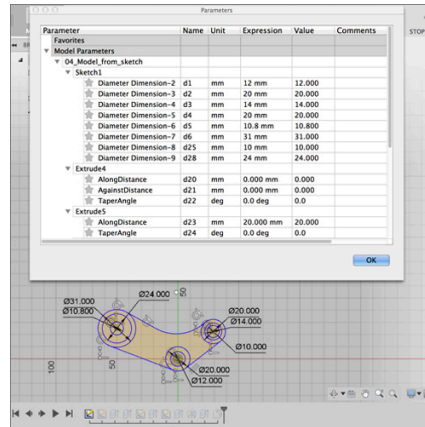 Parameters
Parameter Name Unit Expression Value Comments
Favorites
Model Parameters
04_Model_from_sketch
Sketch1
Diameter Dimension-2 d1 mm 12 mm 12.000
Diameter Dimension-3 d2 mm 20 mm 20.000
Diameter Dimension-4 d3 mm 14 mm 14.000
Diameter Dimension-5 d4 mm 20 mm 20.000
Diameter Dimension-6 d5 mm 10.8 mm 10.800
Diameter Dimension-7 d6 mm 31 mm 31.000
Diameter Dimension-8 d25 mm 10 mm 10.000
Diameter Dimension-9 d28 mm 24 mm 24.000
Extrude4
AlongDistance d20 mm 0.000 mm 0.000
AgainstDistance d21 mm 0.000 mm 0.000
TaperAngle d22 deg 0.0 deg 0.0
Extrude5
AlongDistance d23 mm 20.000 mm 20.000
TaperAngle d24 deg 0.0 deg 0.0
OK
STOP
Ø24.000 50
Ø31.000
Ø10.800
Ø20.000
Ø14.000
Ø10.000
Ø20.000
Ø12.000
100
50